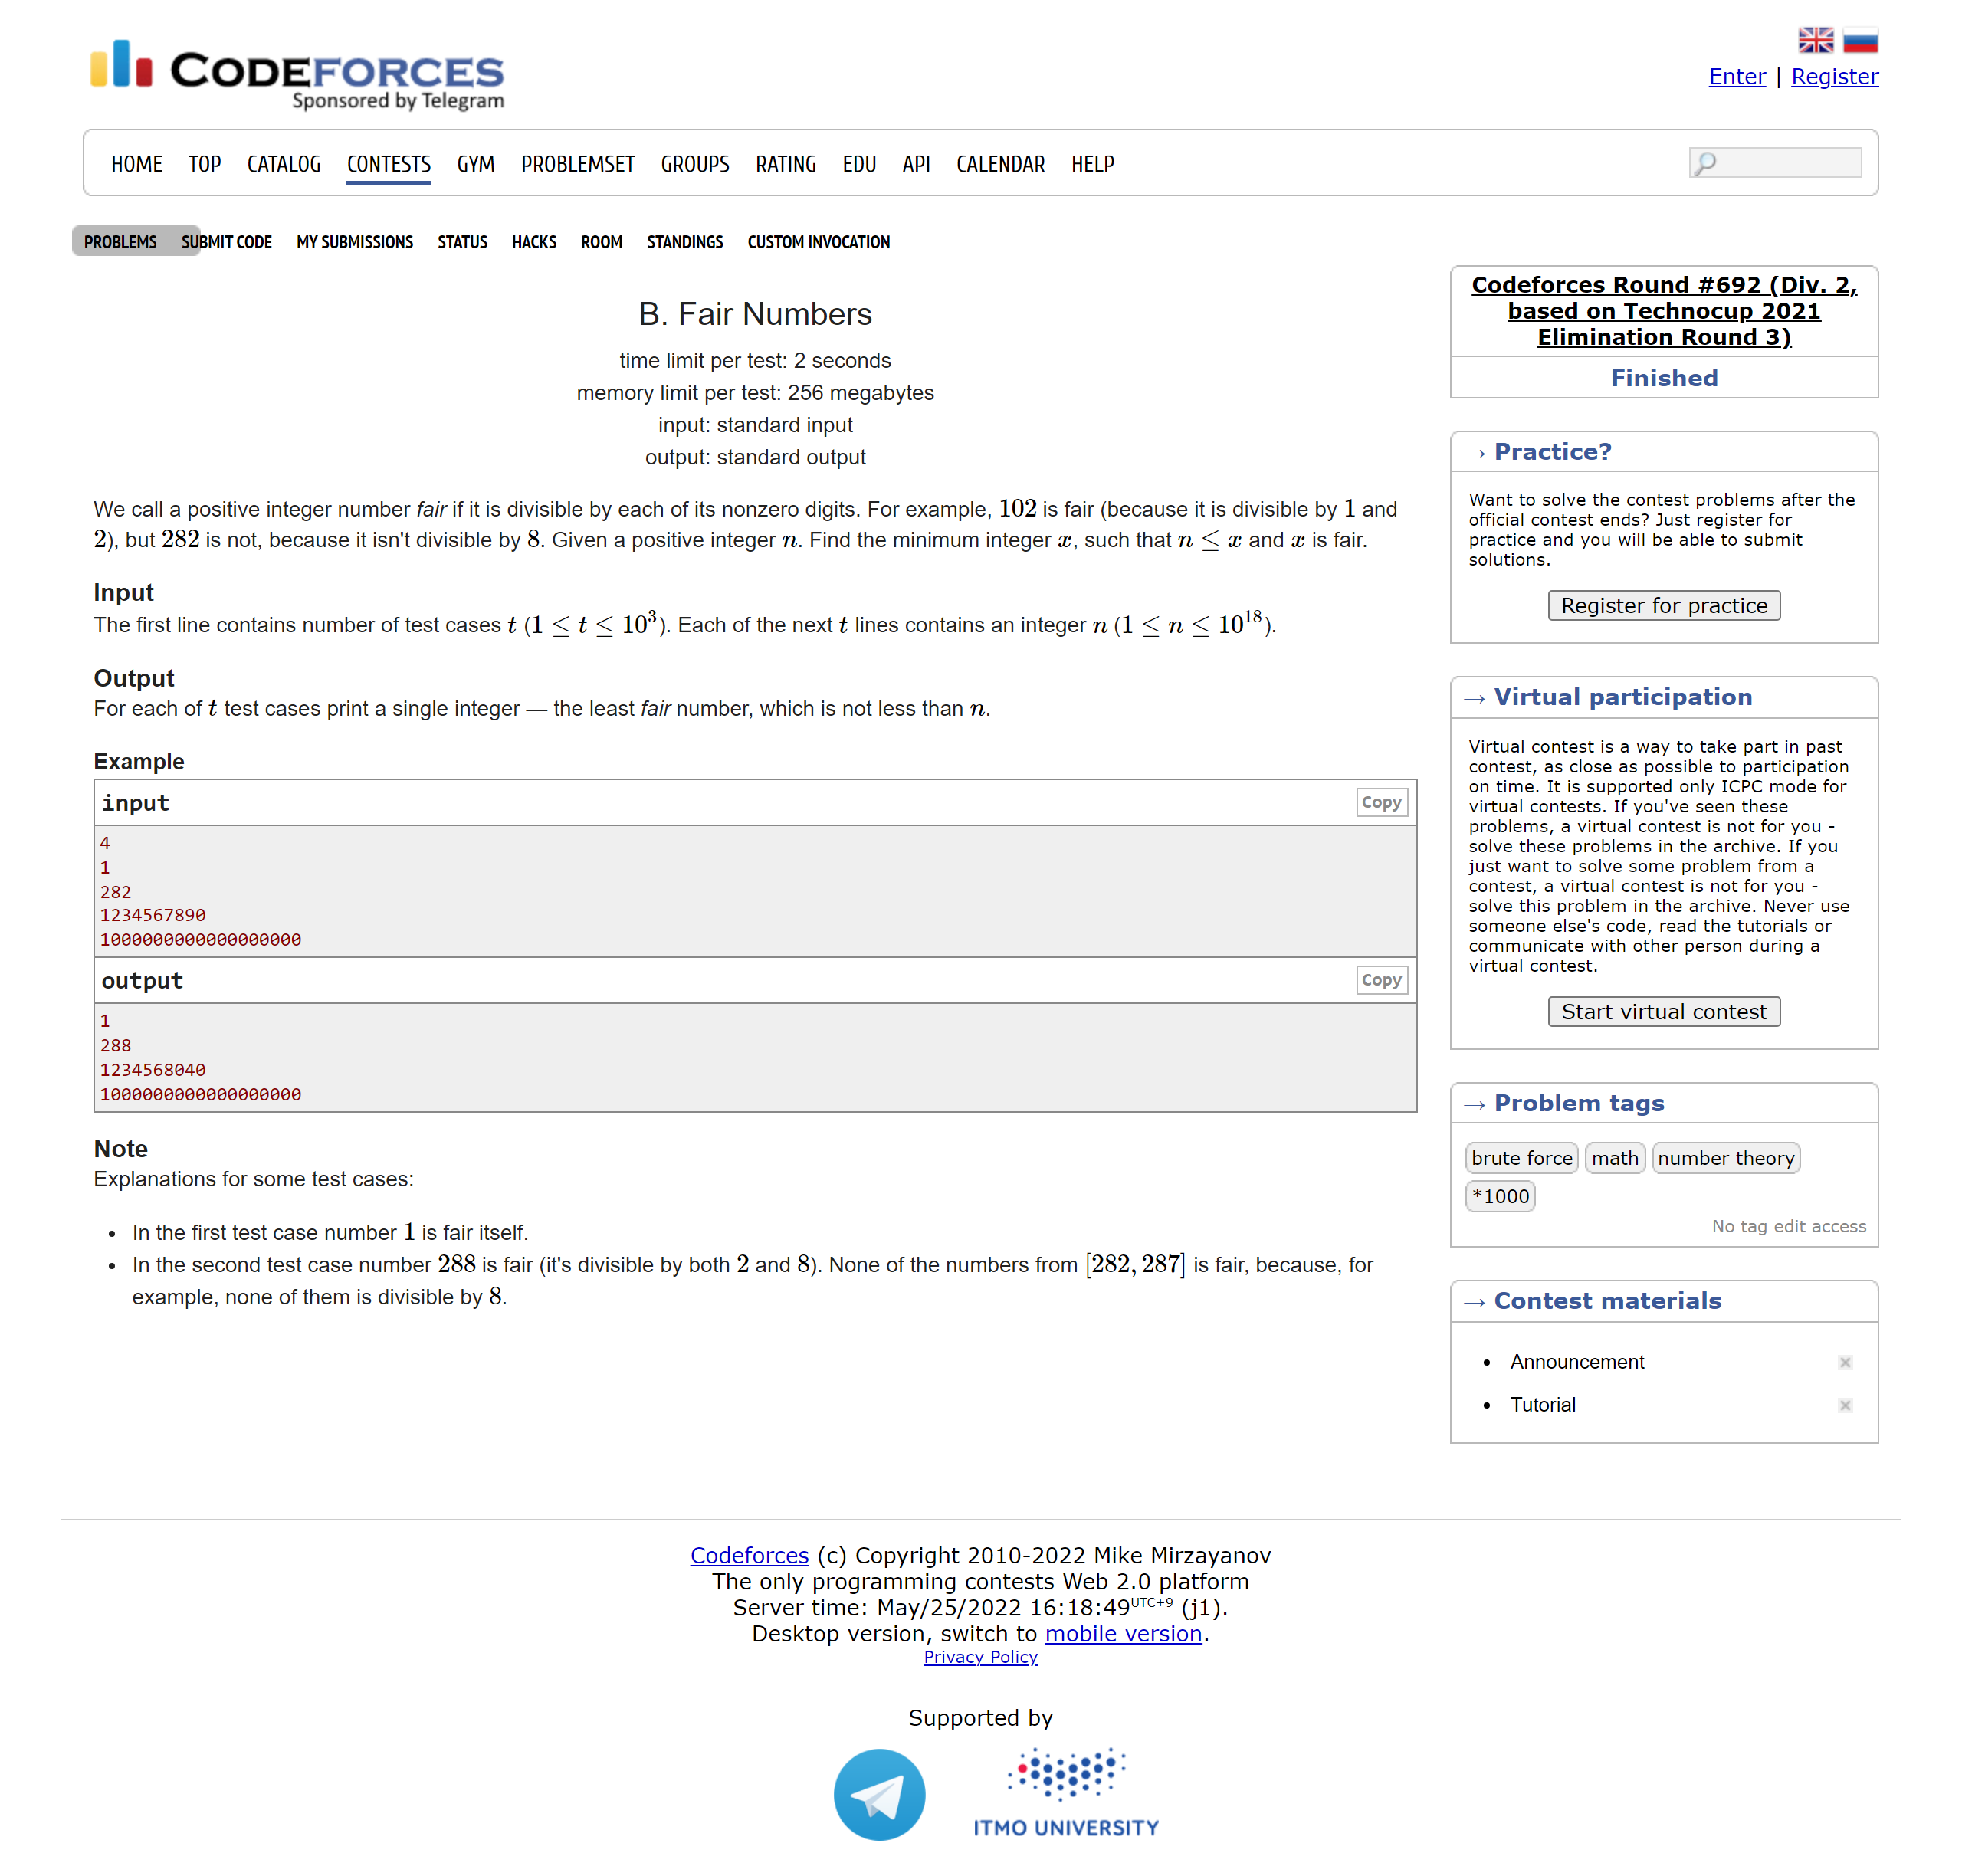 CODEFORCES
Sponsored by Telegram
Enter | Register
HOME TOP CATALOG CONTESTS GYM PROBLEMSET GROUPS RATING EDU API CALENDAR HELP
PROBLEMS SUBMIT CODE MY SUBMISSIONS STATUS HACKS ROOM STANDINGS CUSTOM INVOCATION
B. Fair Numbers
time limit per test: 2 seconds
memory limit per test: 256 megabytes
input: standard input
output: standard output
We call a positive integer number fair if it is divisible by each of its nonzero digits. For example, 102 is fair (because it is divisible by 1 and
2), but 282 is not, because it isn't divisible by 8. Given a positive integer n. Find the minimum integer x, such that n ≤ x and x is fair.
Input
The first line contains number of test cases t (1 ≤ t ≤ 10³). Each of the next t lines contains an integer n (1 ≤ n ≤ 10¹⁸).
Output
For each of t test cases print a single integer — the least fair number, which is not less than n.
Example
input Copy
4
1
282
1234567890
1000000000000000000
output Copy
1
288
1234568040
1000000000000000000
Note
Explanations for some test cases:
• In the first test case number 1 is fair itself.
• In the second test case number 288 is fair (it's divisible by both 2 and 8). None of the numbers from [282, 287] is fair, because, for
example, none of them is divisible by 8.
Codeforces Round #692 (Div. 2,
based on Technocup 2021
Elimination Round 3)
Finished
→ Practice?
Want to solve the contest problems after the
official contest ends? Just register for
practice and you will be able to submit
solutions.
Register for practice
→ Virtual participation
Virtual contest is a way to take part in past
contest, as close as possible to participation
on time. It is supported only ICPC mode for
virtual contests. If you've seen these
problems, a virtual contest is not for you -
solve these problems in the archive. If you
just want to solve some problem from a
contest, a virtual contest is not for you -
solve this problem in the archive. Never use
someone else's code, read the tutorials or
communicate with other person during a
virtual contest.
Start virtual contest
→ Problem tags
brute force math number theory
*1000
No tag edit access
→ Contest materials
• Announcement
• Tutorial
Codeforces (c) Copyright 2010-2022 Mike Mirzayanov
The only programming contests Web 2.0 platform
Server time: May/25/2022 16:18:49 UTC+9 (j1).
Desktop version, switch to mobile version.
Privacy Policy
Supported by
ITMO UNIVERSITY